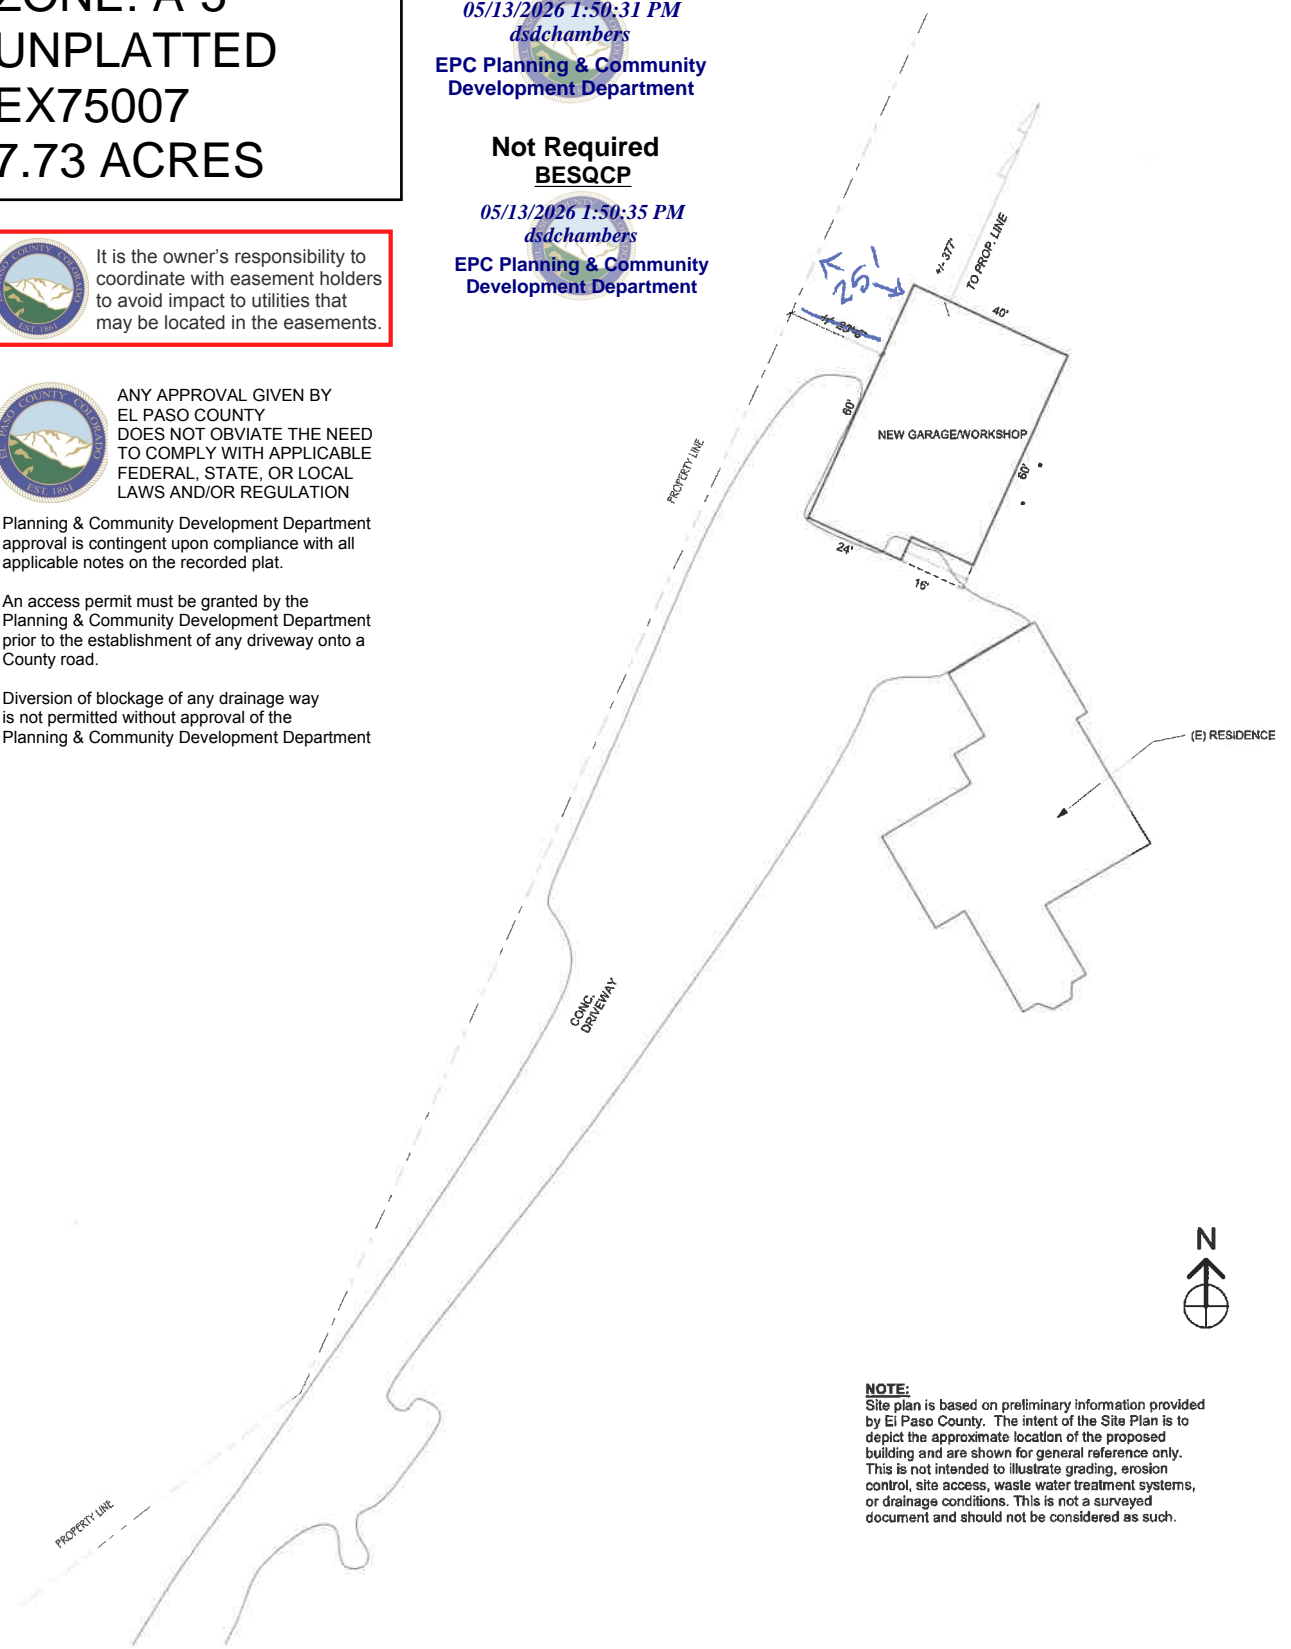 ZONE: A-5
UNPLATTED
EX75007
7.73 ACRES
05/13/2026 1:50:31 PM
dsdchambers
EPC Planning & Community
Development Department
Not Required
BESQCP
05/13/2026 1:50:35 PM
dsdchambers
EPC Planning & Community
Development Department
It is the owner's responsibility to
coordinate with easement holders
to avoid impact to utilities that
may be located in the easements.
ANY APPROVAL GIVEN BY
EL PASO COUNTY
DOES NOT OBVIATE THE NEED
TO COMPLY WITH APPLICABLE
FEDERAL, STATE, OR LOCAL
LAWS AND/OR REGULATION
Planning & Community Development Department
approval is contingent upon compliance with all
applicable notes on the recorded plat.
An access permit must be granted by the
Planning & Community Development Department
prior to the establishment of any driveway onto a
County road.
Diversion of blockage of any drainage way
is not permitted without approval of the
Planning & Community Development Department
+/- 377'
TO PROP. LINE
25'
40'
60'
NEW GARAGE/WORKSHOP
60'
24'
16'
PROPERTY LINE
(E) RESIDENCE
CONC.
DRIVEWAY
PROPERTY LINE
N
NOTE:
Site plan is based on preliminary information provided
by El Paso County. The intent of the Site Plan is to
depict the approximate location of the proposed
building and are shown for general reference only.
This is not intended to illustrate grading, erosion
control, site access, waste water treatment systems,
or drainage conditions. This is not a surveyed
document and should not be considered as such.